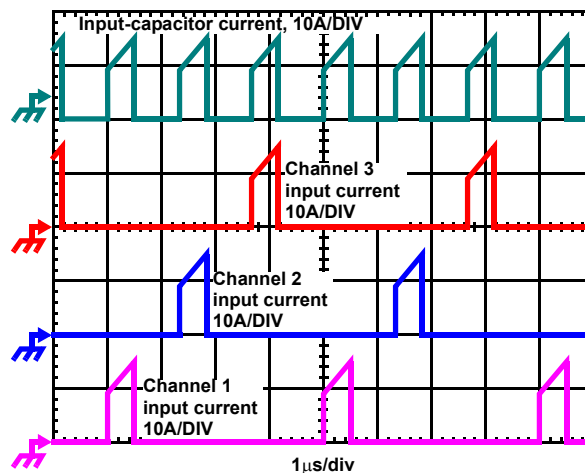 Input-capacitor current, 10A/DIV
Channel 3
input current
10A/DIV
Channel 2
input current
10A/DIV
Channel 1
input current
10A/DIV
1µs/div